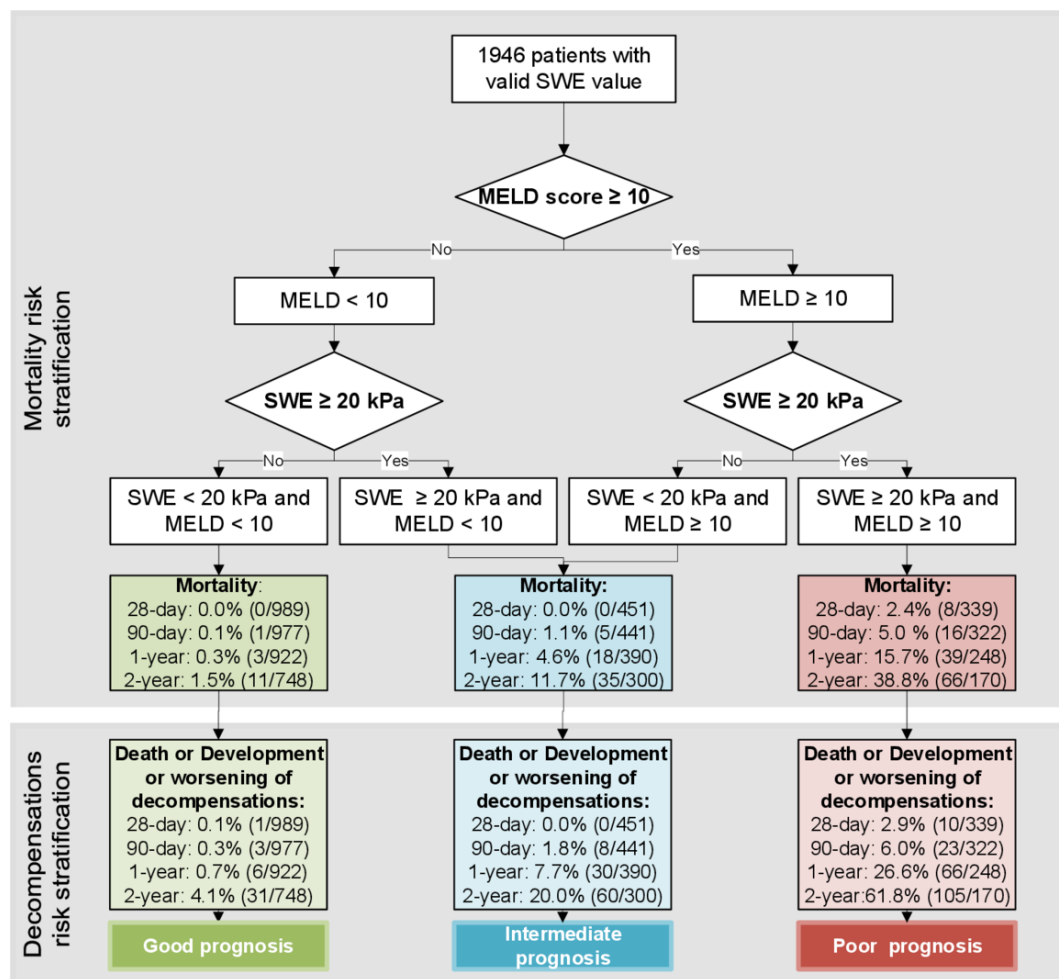 1946 patients with
valid SWE value
MELD score ≥ 10
No
Yes
MELD < 10
MELD ≥ 10
SWE ≥ 20 kPa
SWE ≥ 20 kPa
No
Yes
No
Yes
SWE < 20 kPa and
MELD < 10
SWE ≥ 20 kPa and
MELD < 10
SWE < 20 kPa and
MELD ≥ 10
SWE ≥ 20 kPa and
MELD ≥ 10
Mortality risk
stratification
Mortality:
28-day: 0.0% (0/989)
90-day: 0.1% (1/977)
1-year: 0.3% (3/922)
2-year: 1.5% (11/748)
Mortality:
28-day: 0.0% (0/451)
90-day: 1.1% (5/441)
1-year: 4.6% (18/390)
2-year: 11.7% (35/300)
Mortality:
28-day: 2.4% (8/339)
90-day: 5.0 % (16/322)
1-year: 15.7% (39/248)
2-year: 38.8% (66/170)
Decompensations
risk stratification
Death or Development
or worsening of
decompensations:
28-day: 0.1% (1/989)
90-day: 0.3% (3/977)
1-year: 0.7% (6/922)
2-year: 4.1% (31/748)
Death or Development
or worsening of
decompensations:
28-day: 0.0% (0/451)
90-day: 1.8% (8/441)
1-year: 7.7% (30/390)
2-year: 20.0% (60/300)
Death or Development
or worsening of
decompensations:
28-day: 2.9% (10/339)
90-day: 6.0% (23/322)
1-year: 26.6% (66/248)
2-year:61.8% (105/170)
Good prognosis
Intermediate
prognosis
Poor prognosis